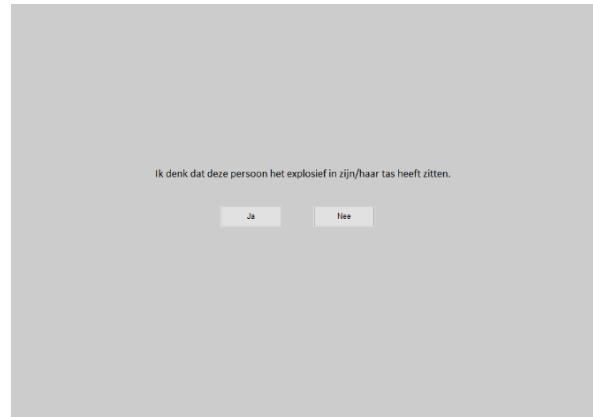 Ik denk dat deze persoon het explosief in zijn/haar tas heeft zitten.
Ja Nee